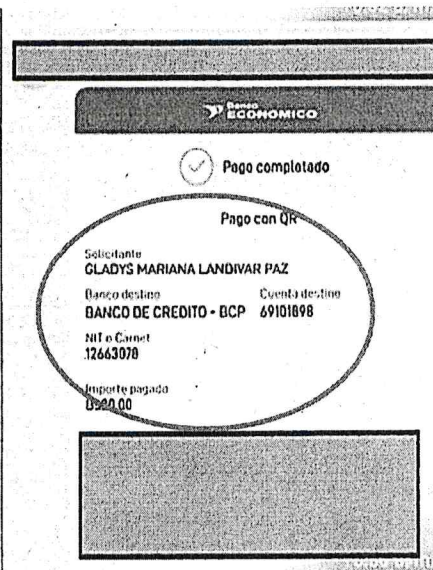 Banco
ECONOMICO
Pago completado
Pago con QR
Solicitante
GLADYS MARIANA LANDIVAR PAZ
Banco destino Cuenta destino
BANCO DE CREDITO - BCP 69101898
NIT o Carnet
12663078
Importe pagado